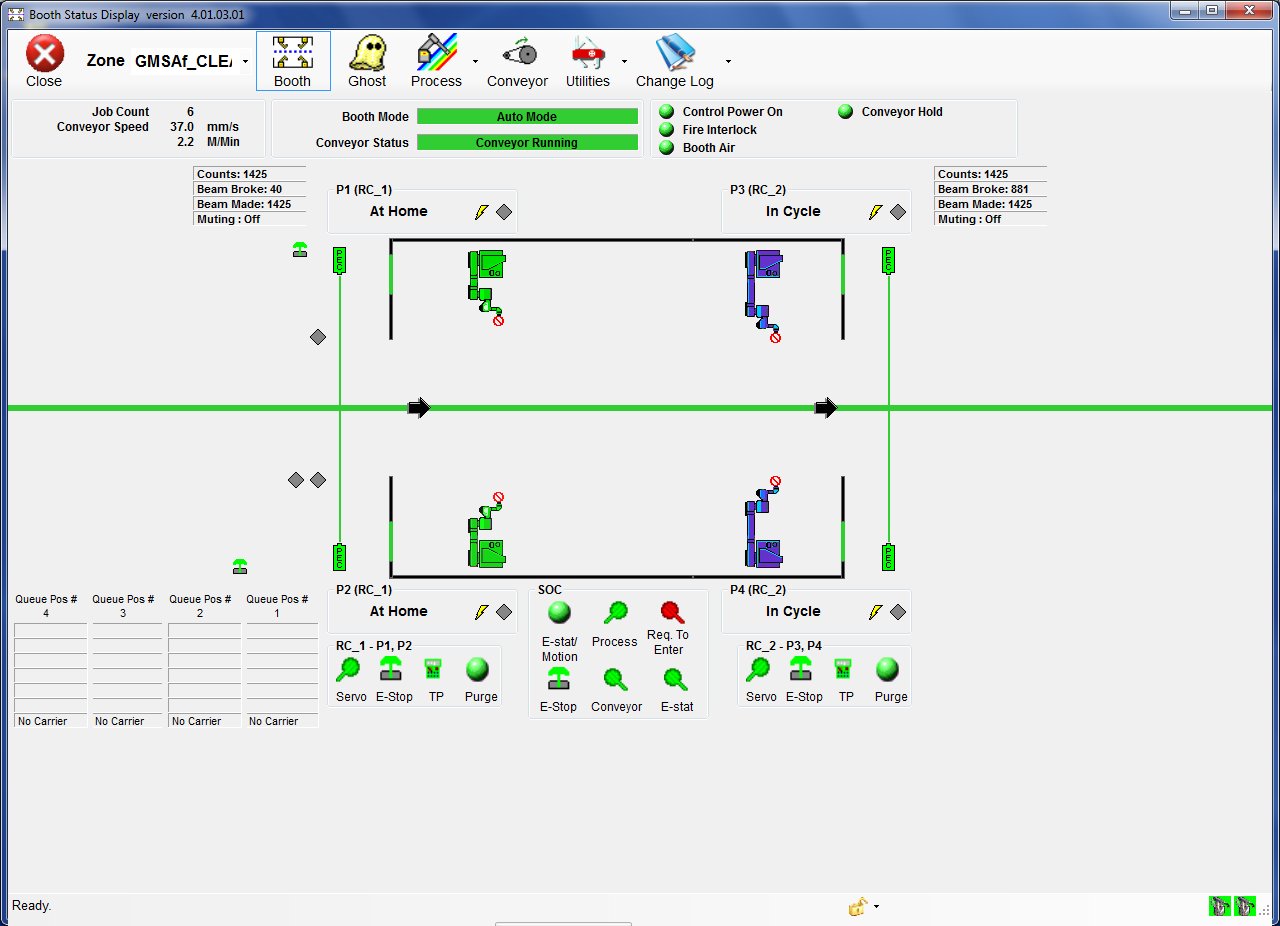 Booth Status Display version 4.01.03.01
Close
Zone GMSAf_CLEA
Booth
Ghost
Process
Conveyor
Utilities
Change Log
Job Count 6
Conveyor Speed 37.0 mm/s
2.2 M/Min
Booth Mode Auto Mode
Conveyor Status Conveyor Running
Control Power On
Conveyor Hold
Fire Interlock
Booth Air
Counts: 1425
Beam Broke: 40
Beam Made: 1425
Muting : Off
P1 (RC_1)
At Home
P3 (RC_2)
In Cycle
Counts: 1425
Beam Broke: 881
Beam Made: 1425
Muting : Off
PEC
PEC
PEC
PEC
Queue Pos #
4
Queue Pos #
3
Queue Pos #
2
Queue Pos #
1
No Carrier
No Carrier
No Carrier
No Carrier
P2 (RC_1)
At Home
RC_1 - P1, P2
Servo
E-Stop
TP
Purge
SOC
E-stat/
Motion
Process
Req. To
Enter
E-Stop
Conveyor
E-stat
P4 (RC_2)
In Cycle
RC_2 - P3, P4
Servo
E-Stop
TP
Purge
Ready.